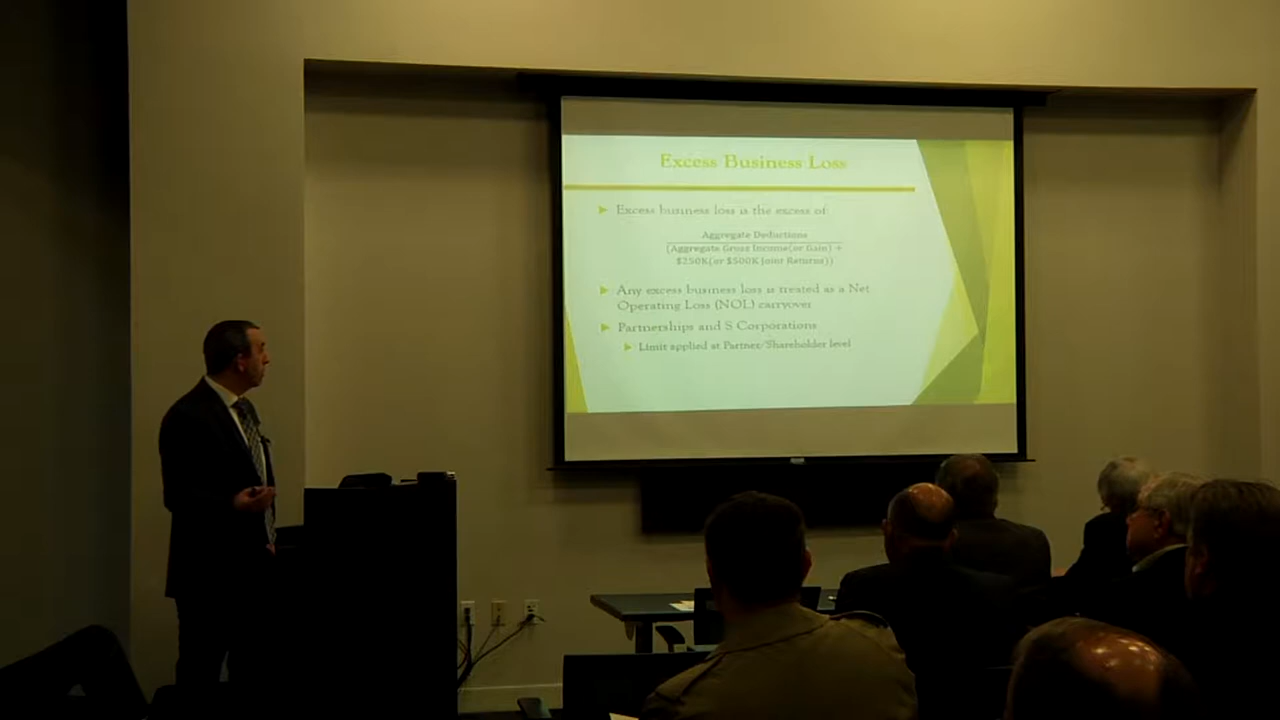 Excess Business Loss
Excess business loss is the excess of:
Aggregate Deductions
(Aggregate Gross Income(or Gain) +
$250K(or $500K Joint Returns))
Any excess business loss is treated as a Net
Operating Loss (NOL) carryover
Partnerships and S Corporations
Limit applied at Partner/Shareholder level